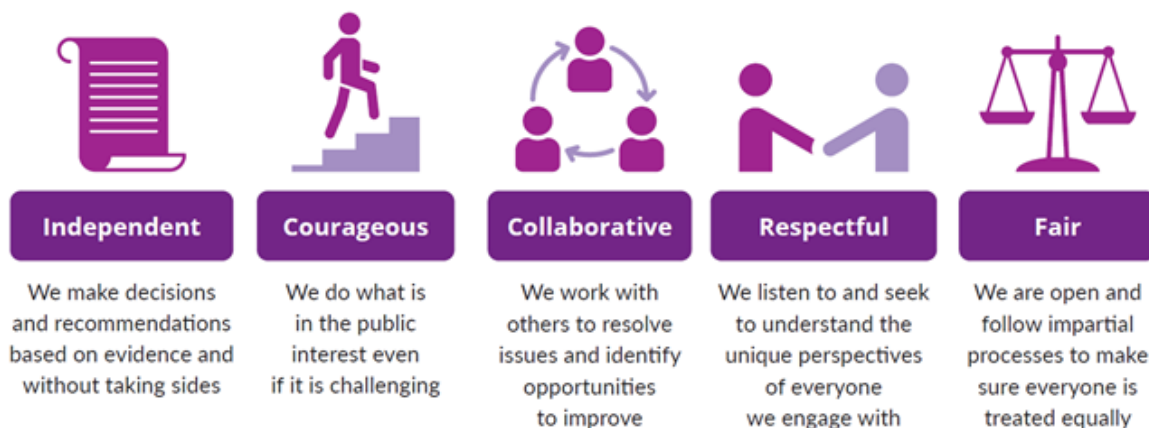 Independent
We make decisions
and recommendations
based on evidence and
without taking sides
Courageous
We do what is
in the public
interest even
if it is challenging
Collaborative
We work with
others to resolve
issues and identify
opportunities
to improve
Respectful
We listen to and seek
to understand the
unique perspectives
of everyone
we engage with
Fair
We are open and
follow impartial
processes to make
sure everyone is
treated equally